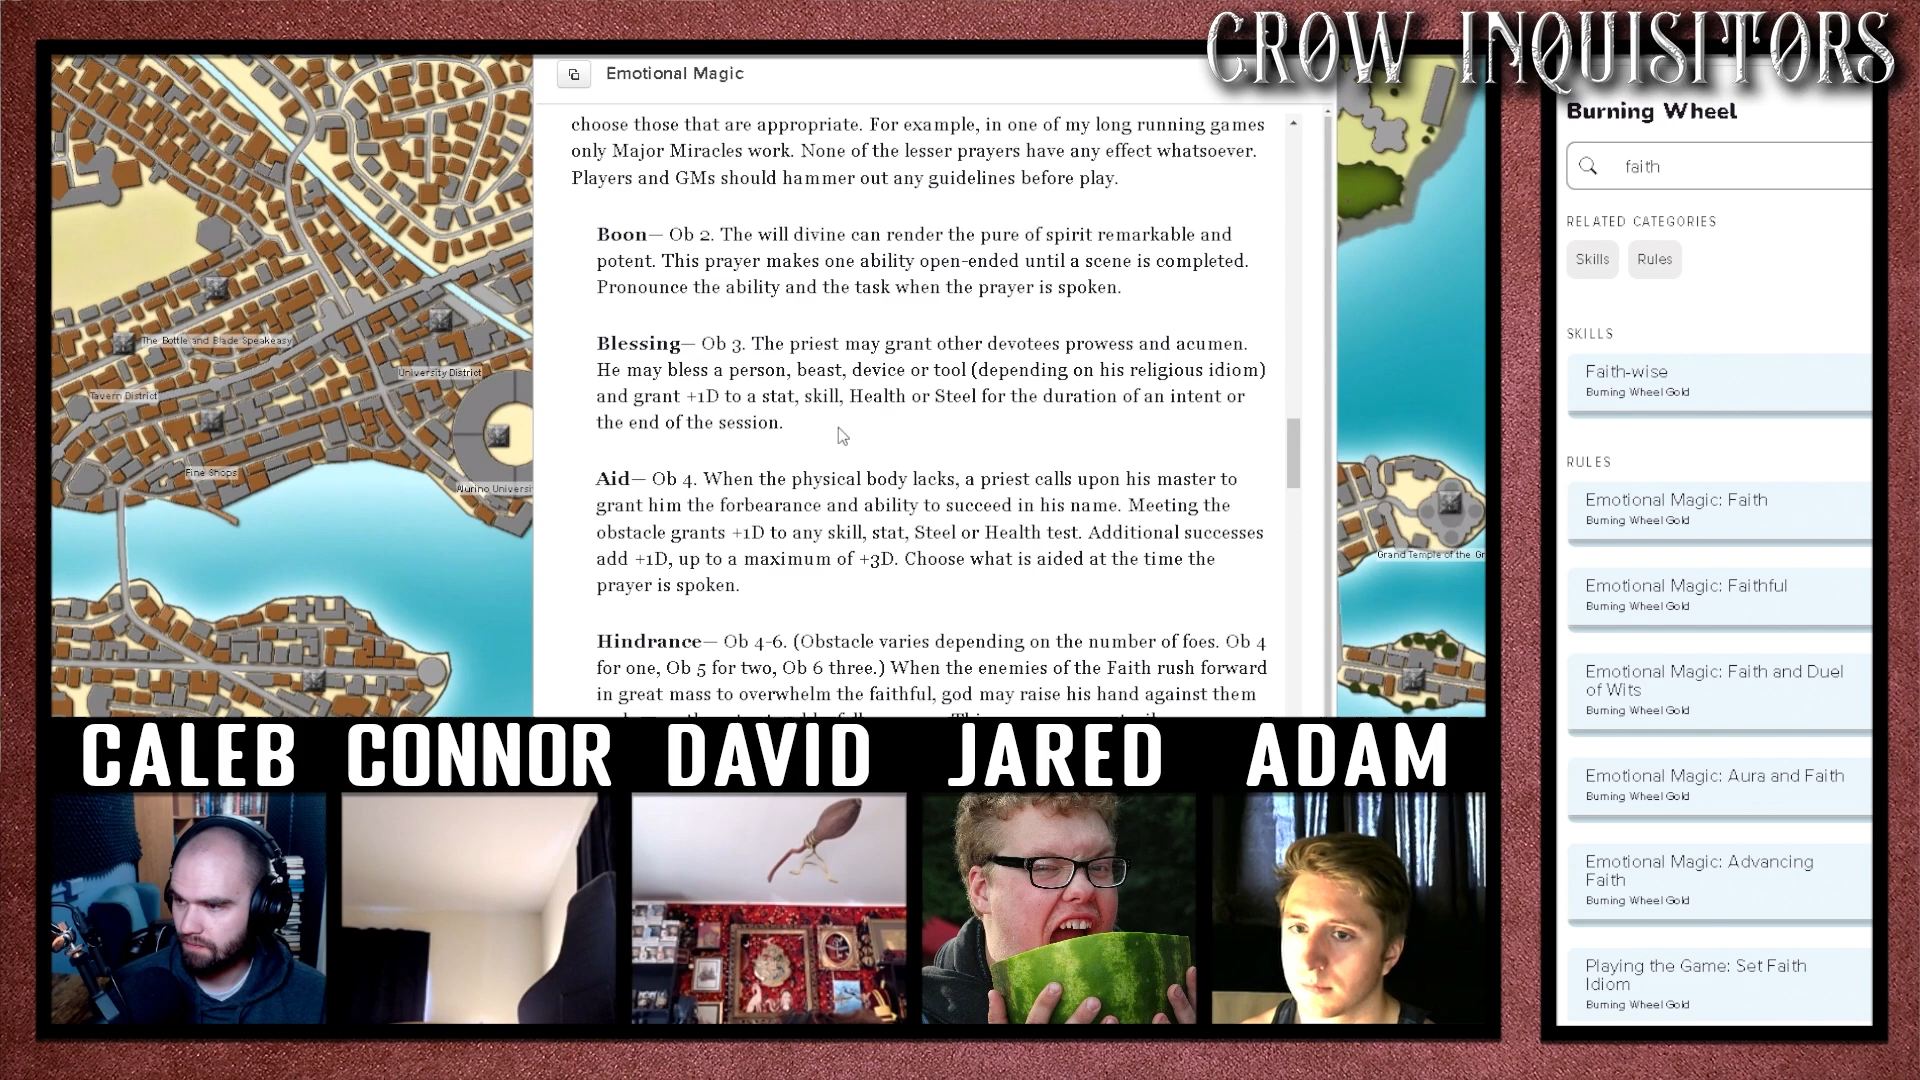 CROW INQUISITORS
Emotional Magic
choose those that are appropriate. For example, in one of my long running games
only Major Miracles work. None of the lesser prayers have any effect whatsoever.
Players and GMs should hammer out any guidelines before play.
Boon— Ob 2. The will divine can render the pure of spirit remarkable and
potent. This prayer makes one ability open-ended until a scene is completed.
Pronounce the ability and the task when the prayer is spoken.
Blessing— Ob 3. The priest may grant other devotees prowess and acumen.
He may bless a person, beast, device or tool (depending on his religious idiom)
and grant +1D to a stat, skill, Health or Steel for the duration of an intent or
the end of the session.
Aid— Ob 4. When the physical body lacks, a priest calls upon his master to
grant him the forbearance and ability to succeed in his name. Meeting the
obstacle grants +1D to any skill, stat, Steel or Health test. Additional successes
add +1D, up to a maximum of +3D. Choose what is aided at the time the
prayer is spoken.
Hindrance— Ob 4-6. (Obstacle varies depending on the number of foes. Ob 4
for one, Ob 5 for two, Ob 6 three.) When the enemies of the Faith rush forward
in great mass to overwhelm the faithful, god may raise his hand against them
The Bottle and Blade Speakeasy
University District
Tavern District
Fine Shops
Alurino Universi
Grand Temple of the Gr
Burning Wheel
faith
RELATED CATEGORIES
Skills
Rules
SKILLS
Faith-wise
Burning Wheel Gold
RULES
Emotional Magic: Faith
Burning Wheel Gold
Emotional Magic: Faithful
Burning Wheel Gold
Emotional Magic: Faith and Duel
of Wits
Burning Wheel Gold
Emotional Magic: Aura and Faith
Burning Wheel Gold
Emotional Magic: Advancing
Faith
Burning Wheel Gold
Playing the Game: Set Faith
Idiom
Burning Wheel Gold
CALEB
CONNOR
DAVID
JARED
ADAM